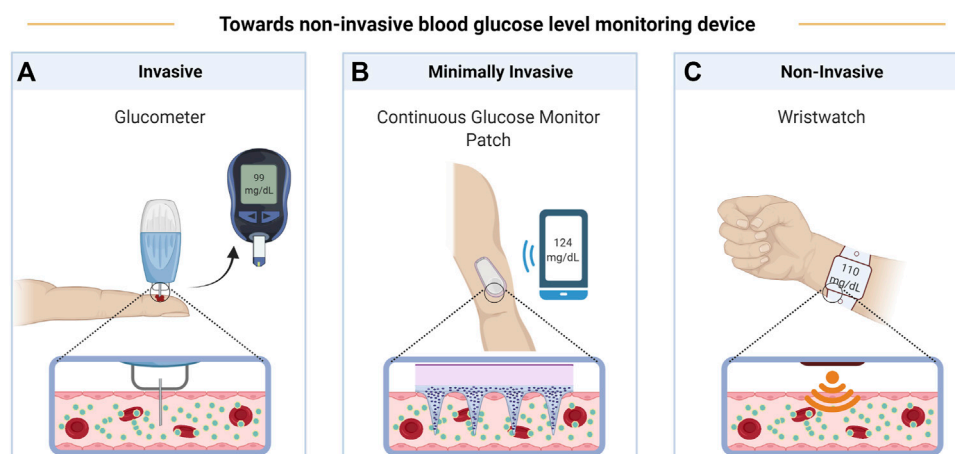 Towards non-invasive blood glucose level monitoring device
A
Invasive
Glucometer
99
mg/dL
B
Minimally Invasive
Continuous Glucose Monitor
Patch
124
mg/dL
C
Non-Invasive
Wristwatch
110
mg/dL